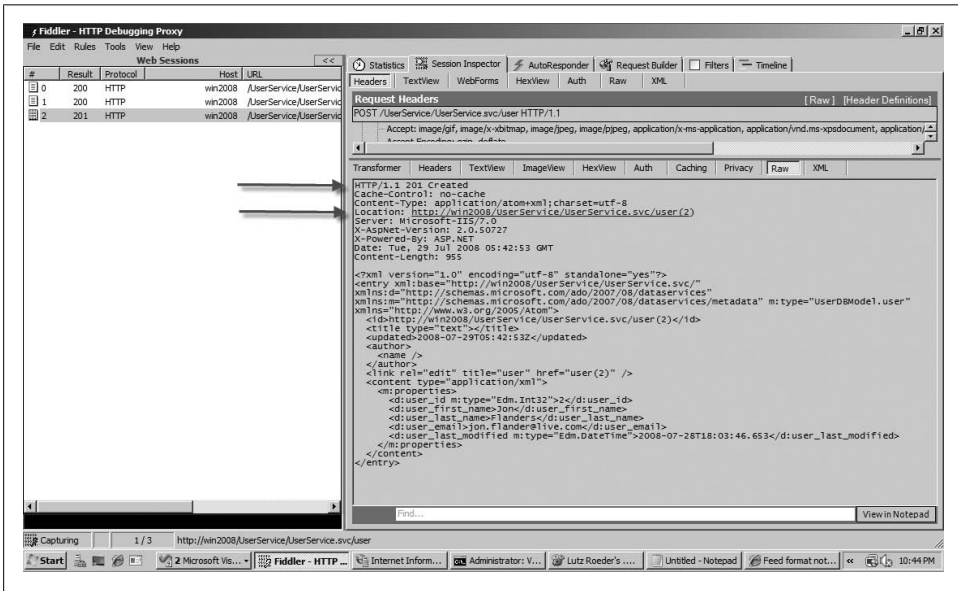 Fiddler - HTTP Debugging Proxy
File Edit Rules Tools View Help
Web Sessions <<
# Result Protocol Host URL
0 200 HTTP win2008 /UserService/UserServic
1 200 HTTP win2008 /UserService/UserServic
2 201 HTTP win2008 /UserService/UserServic
Statistics Session Inspector AutoResponder Request Builder Filters Timeline
Headers TextView WebForms HexView Auth Raw XML
Request Headers [ Raw ] [Header Definitions]
POST /UserService/UserService.svc/user HTTP/1.1
Accept: image/gif, image/x-xbitmap, image/jpeg, image/pjpeg, application/x-ms-application, application/vnd.ms-xpsdocument, application/
Accept-Encoding: gzip, deflate
Transformer Headers TextView ImageView HexView Auth Caching Privacy Raw XML
HTTP/1.1 201 Created
Cache-Control: no-cache
Content-Type: application/atom+xml;charset=utf-8
Location: http://win2008/UserService/UserService.svc/user(2)
Server: Microsoft-IIS/7.0
X-AspNet-Version: 2.0.50727
X-Powered-By: ASP.NET
Date: Tue, 29 Jul 2008 05:42:53 GMT
Content-Length: 955
<?xml version="1.0" encoding="utf-8" standalone="yes"?>
<entry xml:base="http://win2008/UserService/UserService.svc/"
xmlns:d="http://schemas.microsoft.com/ado/2007/08/dataservices"
xmlns:m="http://schemas.microsoft.com/ado/2007/08/dataservices/metadata" m:type="UserDBModel.user"
xmlns="http://www.w3.org/2005/Atom">
<id>http://win2008/UserService/UserService.svc/user(2)</id>
<title type="text"></title>
<updated>2008-07-29T05:42:53Z</updated>
<author>
<name />
</author>
<link rel="edit" title="user" href="user(2)" />
<content type="application/xml">
<m:properties>
<d:user_id m:type="Edm.Int32">2</d:user_id>
<d:user_first_name>Jon</d:user_first_name>
<d:user_last_name>Flanders</d:user_last_name>
<d:user_email>jon.flander@live.com</d:user_email>
<d:user_last_modified m:type="Edm.DateTime">2008-07-28T18:03:46.653</d:user_last_modified>
</m:properties>
</content>
</entry>
Find... View in Notepad
Capturing 1 / 3 http://win2008/UserService/UserService.svc/user
Start 2 Microsoft Vis... Fiddler - HTTP ... Internet Inform... Administrator: V... Lutz Roeder's .... Untitled - Notepad Feed format not... « 10:44 PM